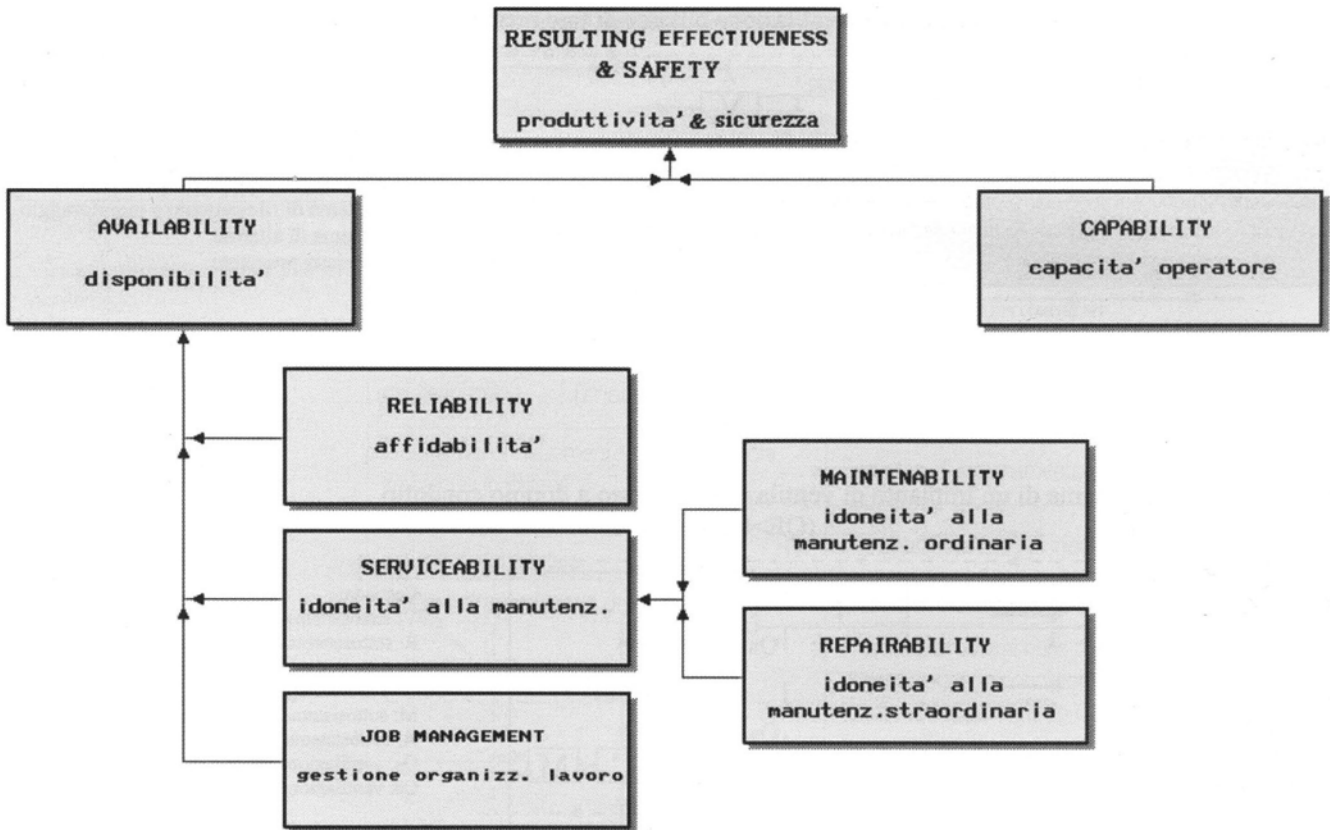 RESULTING EFFECTIVENESS
& SAFETY
produttivita' & sicurezza
AVAILABILITY
disponibilita'
CAPABILITY
capacita' operatore
RELIABILITY
affidabilita'
MAINTENABILITY
idoneita' alla
manutenz. ordinaria
SERVICEABILITY
idoneita' alla manutenz.
REPAIRABILITY
idoneita' alla
manutenz.straordinaria
JOB MANAGEMENT
gestione organizz. lavoro